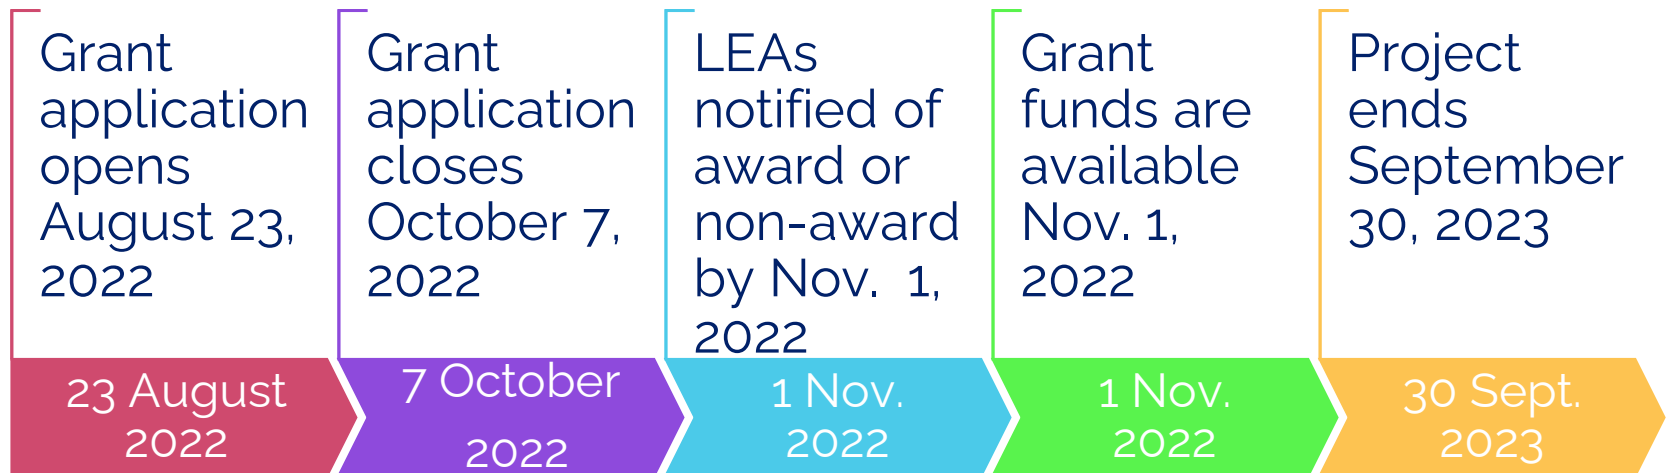 Grant
application
opens
August 23,
2022
23 August
2022
Grant
application
closes
October 7,
2022
7 October
2022
LEAs
notified of
award or
non-award
by Nov.  1,
2022
1 Nov.
2022
Grant
funds are
available
Nov. 1,
2022
1 Nov.
2022
Project
ends
September
30, 2023
30 Sept.
2023